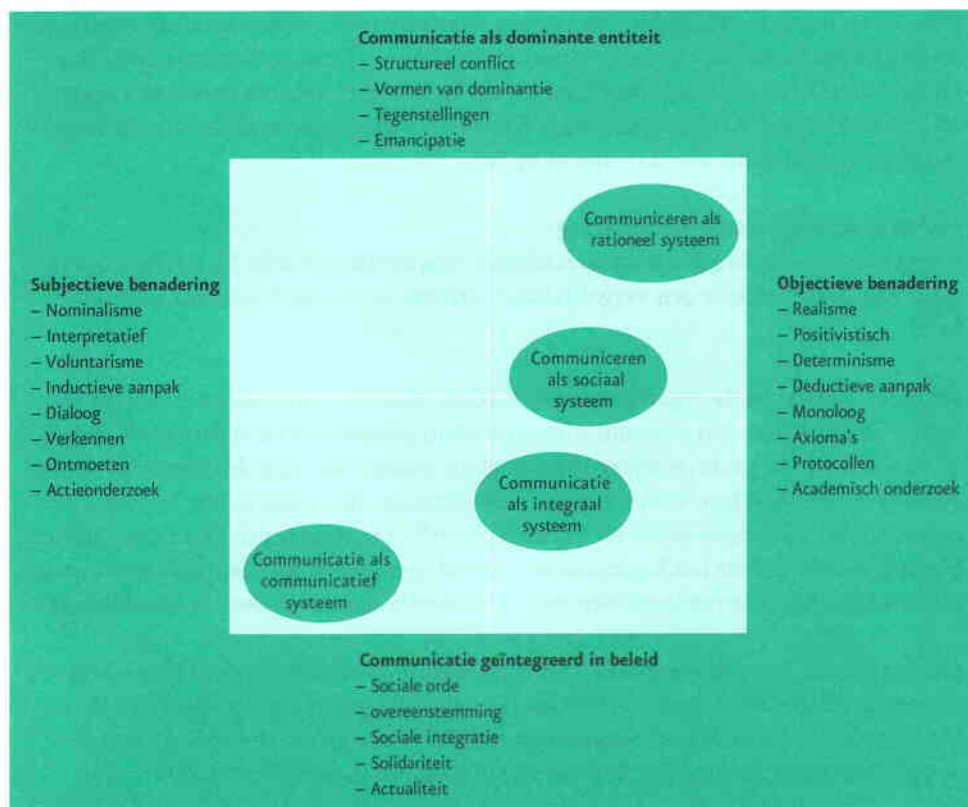 Communicatie als dominante entiteit
– Structureel conflict
– Vormen van dominantie
– Tegenstellingen
– Emancipatie
Communiceren als
rationeel systeem
Subjectieve benadering
– Nominalisme
– Interpretatief
– Voluntarisme
– Inductieve aanpak
– Dialoog
– Verkennen
– Ontmoeten
– Actieonderzoek
Objectieve benadering
– Realisme
– Positivistisch
– Determinisme
– Deductieve aanpak
– Monoloog
– Axioma's
– Protocollen
– Academisch onderzoek
Communiceren
als sociaal
systeem
Communicatie
als integraal
systeem
Communicatie als
communicatief
systeem
Communicatie geïntegreerd in beleid
– Sociale orde
– overeenstemming
– Sociale integratie
– Solidariteit
– Actualiteit